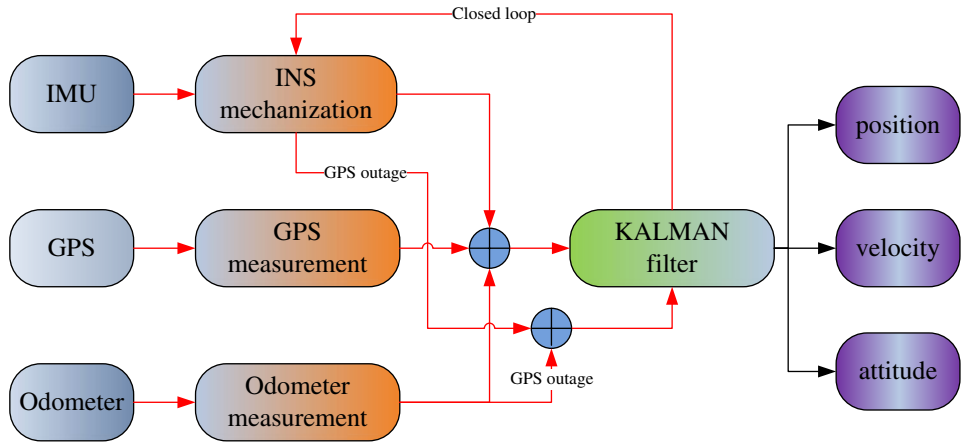 Closed loop
IMU
INS
mechanization
position
GPS outage
GPS
GPS
measurement
KALMAN
filter
velocity
GPS outage
Odometer
Odometer
measurement
attitude